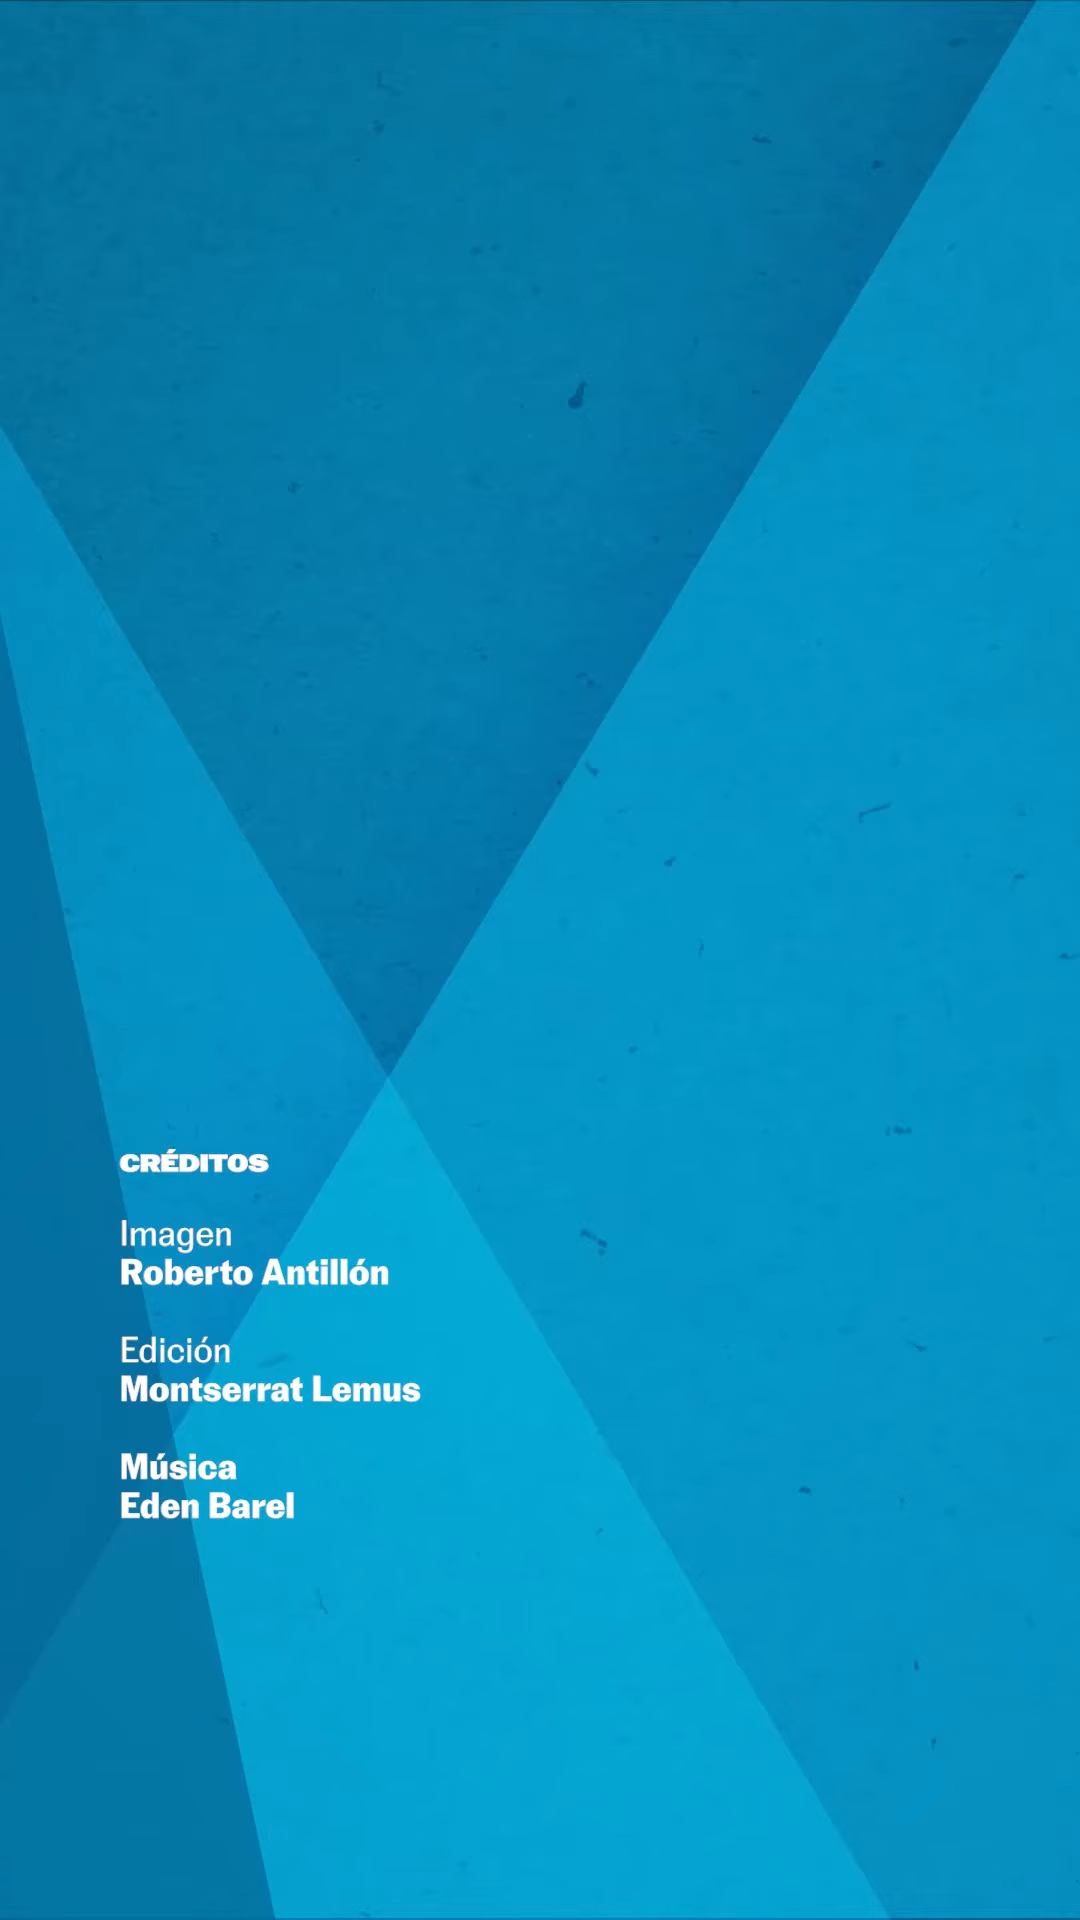 CRÉDITOS
Imagen
Roberto Antillón
Edición
Montserrat Lemus
Música
Eden Barel